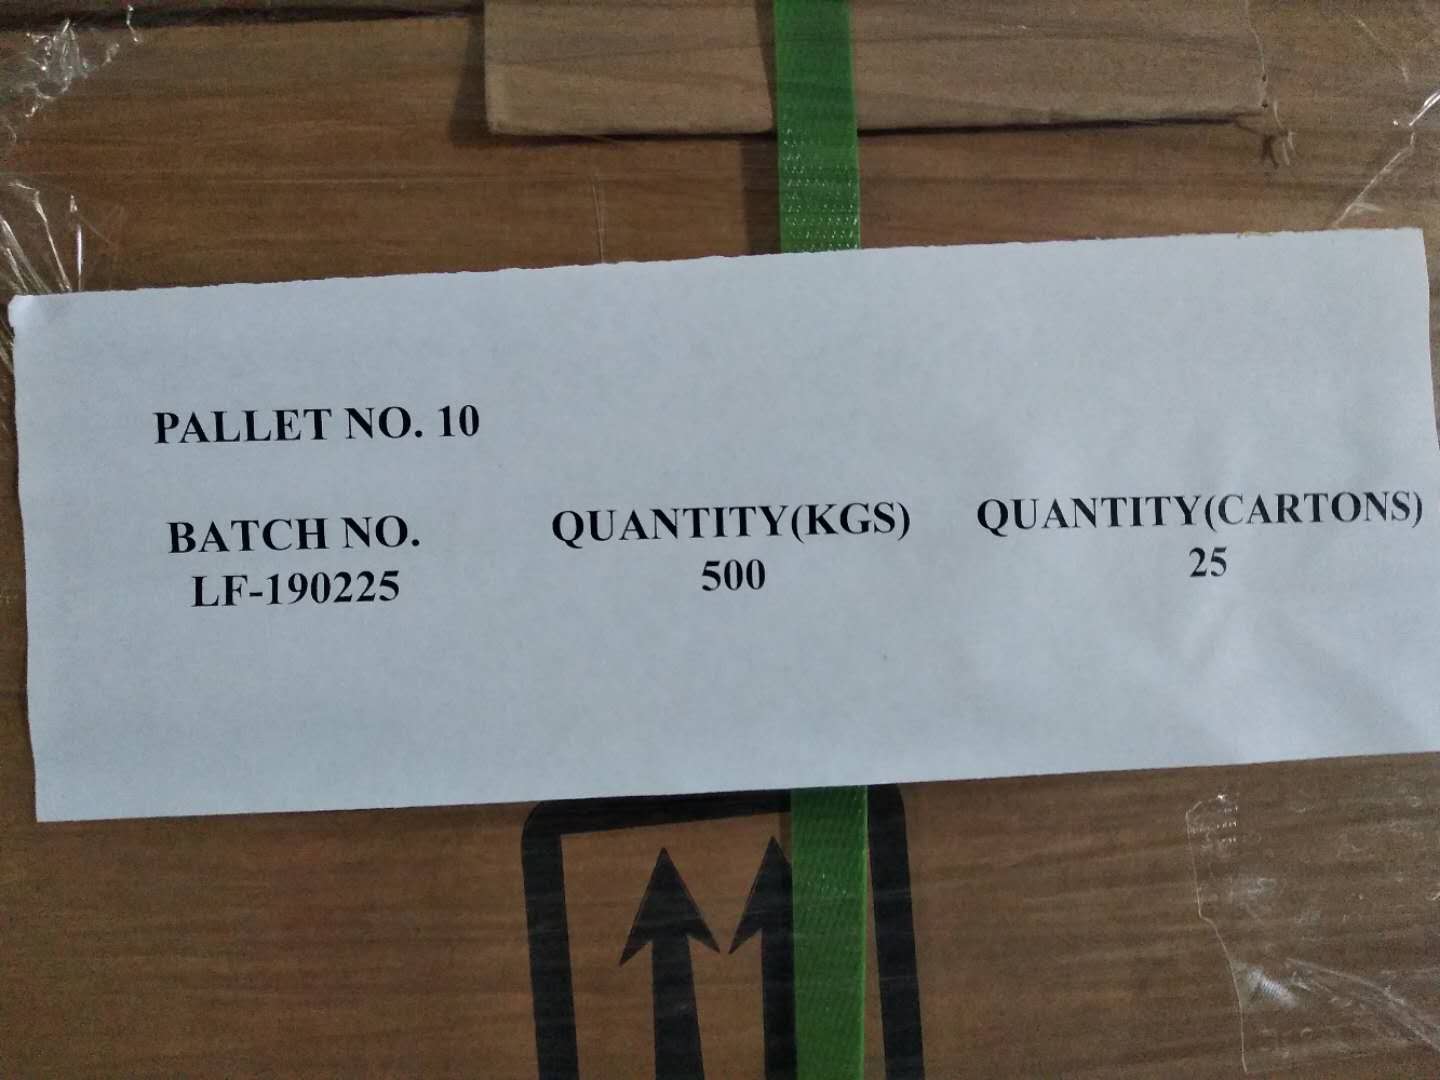 PALLET NO. 10
BATCH NO. QUANTITY(KGS) QUANTITY(CARTONS)
LF-190225 500 25